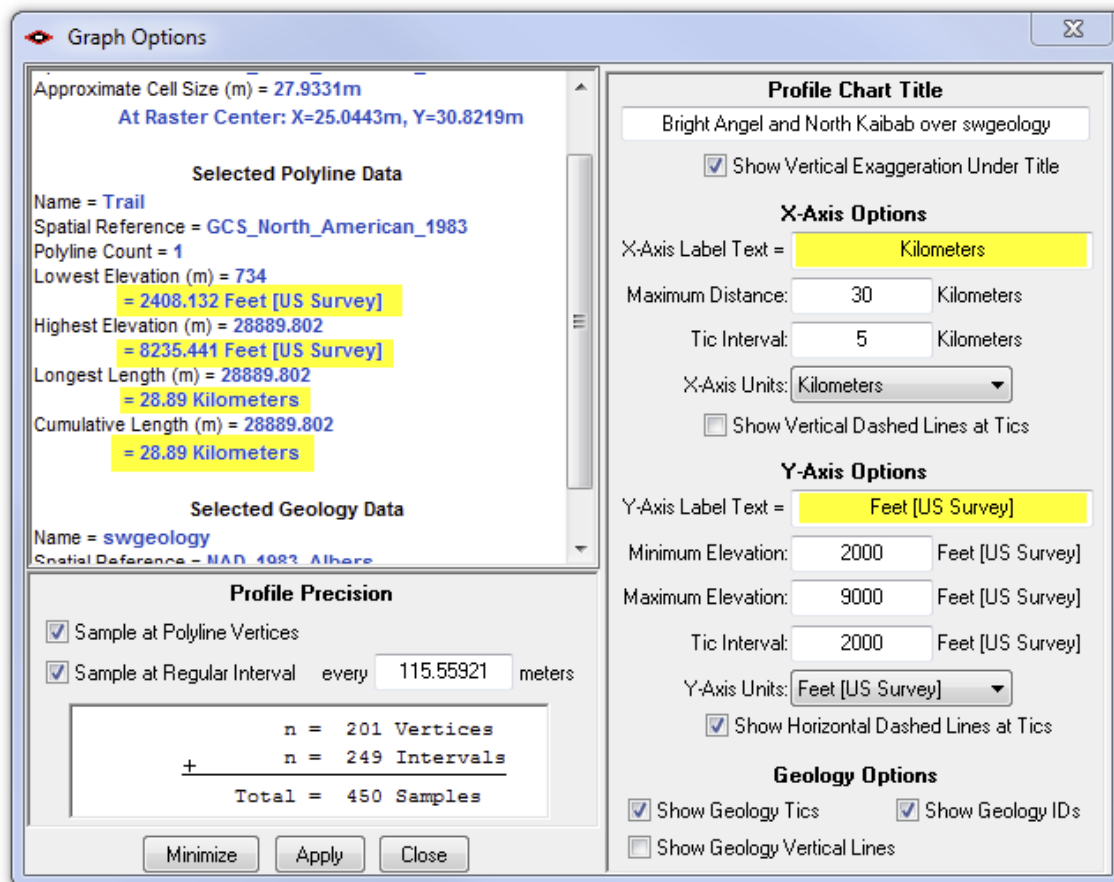 Graph Options
Approximate Cell Size (m) = 27.9331m
At Raster Center: X=25.0443m, Y=30.8219m
Selected Polyline Data
Name = Trail
Spatial Reference = GCS_North_American_1983
Polyline Count = 1
Lowest Elevation (m) = 734
= 2408.132 Feet [US Survey]
Highest Elevation (m) = 28889.802
= 8235.441 Feet [US Survey]
Longest Length (m) = 28889.802
= 28.89 Kilometers
Cumulative Length (m) = 28889.802
= 28.89 Kilometers
Selected Geology Data
Name = swgeology
Spatial Reference = NAD_1983_Albers
Profile Precision
Sample at Polyline Vertices
Sample at Regular Interval every 115.55921 meters
n = 201 Vertices
+ n = 249 Intervals
Total = 450 Samples
Minimize Apply Close
Profile Chart Title
Bright Angel and North Kaibab over swgeology
Show Vertical Exaggeration Under Title
X-Axis Options
X-Axis Label Text = Kilometers
Maximum Distance: 30 Kilometers
Tic Interval: 5 Kilometers
X-Axis Units: Kilometers
Show Vertical Dashed Lines at Tics
Y-Axis Options
Y-Axis Label Text = Feet [US Survey]
Minimum Elevation: 2000 Feet [US Survey]
Maximum Elevation: 9000 Feet [US Survey]
Tic Interval: 2000 Feet [US Survey]
Y-Axis Units: Feet [US Survey]
Show Horizontal Dashed Lines at Tics
Geology Options
Show Geology Tics Show Geology IDs
Show Geology Vertical Lines